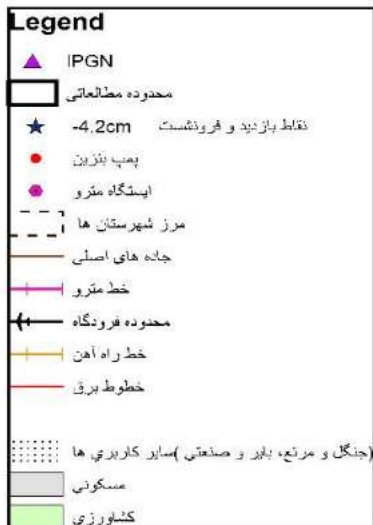 Legend
IPGN
محدوده مطالعاتی
نقاط بازدید و فرونشست -4.2cm
پمپ بنزین
ایستگاه مترو
مرز شهرستان ها
جاده های اصلی
خط مترو
محدوده فرودگاه
خط راه آهن
خطوط برق
(جنگل و مرتع، بایر و صنعتی )سایر کاربري ها
مسکونی
کشاورزی